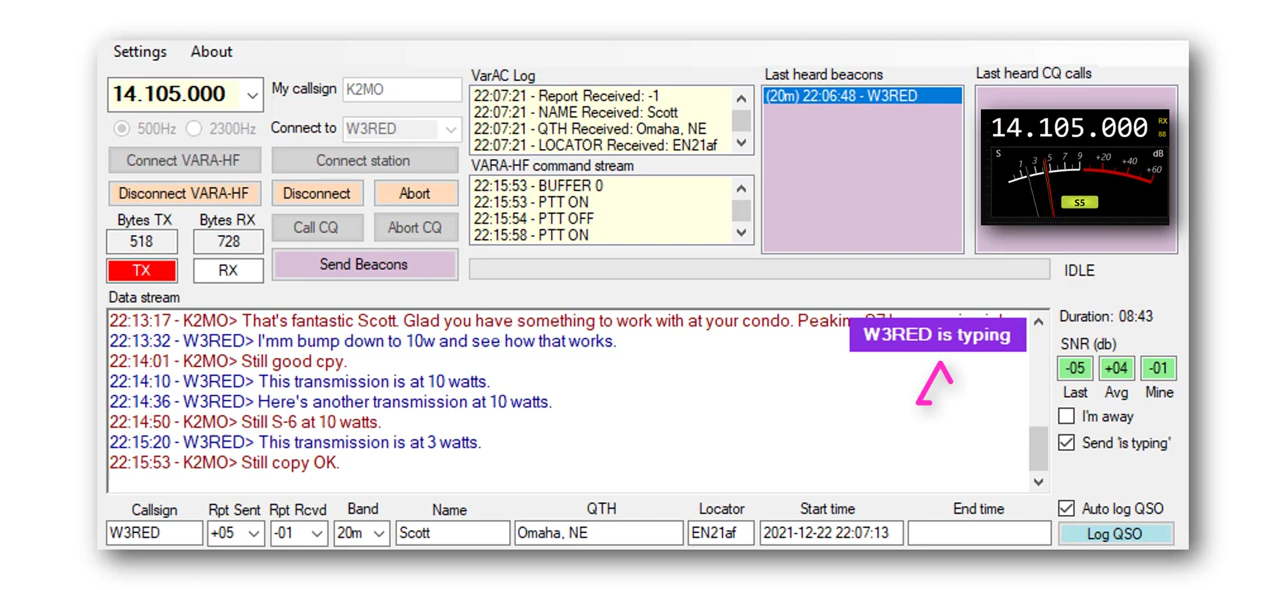 Settings About
14.105.000
My callsign K2MO
500Hz 2300Hz Connect to W3RED
Connect VARA-HF Connect station
Disconnect VARA-HF Disconnect Abort
Bytes TX Bytes RX
518 728
Call CQ Abort CQ
TX RX Send Beacons
VarAC Log
22:07:21 - Report Received: -1
22:07:21 - NAME Received: Scott
22:07:21 - QTH Received: Omaha, NE
22:07:21 - LOCATOR Received: EN21af
VARA-HF command stream
22:15:53 - BUFFER 0
22:15:53 - PTT ON
22:15:54 - PTT OFF
22:15:58 - PTT ON
Last heard beacons
(20m) 22:06:48 - W3RED
Last heard CQ calls
14.105.000 RX
S 1 3 5 7 9 +20 +40 +60 dB
S5
IDLE
Data stream
22:13:17 - K2MO> That's fantastic Scott. Glad you have something to work with at your condo.
W3RED is typing
22:13:32 - W3RED> I'mm bump down to 10w and see how that works.
22:14:01 - K2MO> Still good cpy.
22:14:10 - W3RED> This transmission is at 10 watts.
22:14:36 - W3RED> Here's another transmission at 10 watts.
22:14:50 - K2MO> Still S-6 at 10 watts.
22:15:20 - W3RED> This transmission is at 3 watts.
22:15:53 - K2MO> Still copy OK.
Duration: 08:43
SNR (db)
-05 +04 -01
Last Avg Mine
I'm away
Send 'is typing'
Callsign Rpt Sent Rpt Rcvd Band Name QTH Locator Start time End time
W3RED +05 -01 20m Scott Omaha, NE EN21af 2021-12-22 22:07:13
Auto log QSO
Log QSO